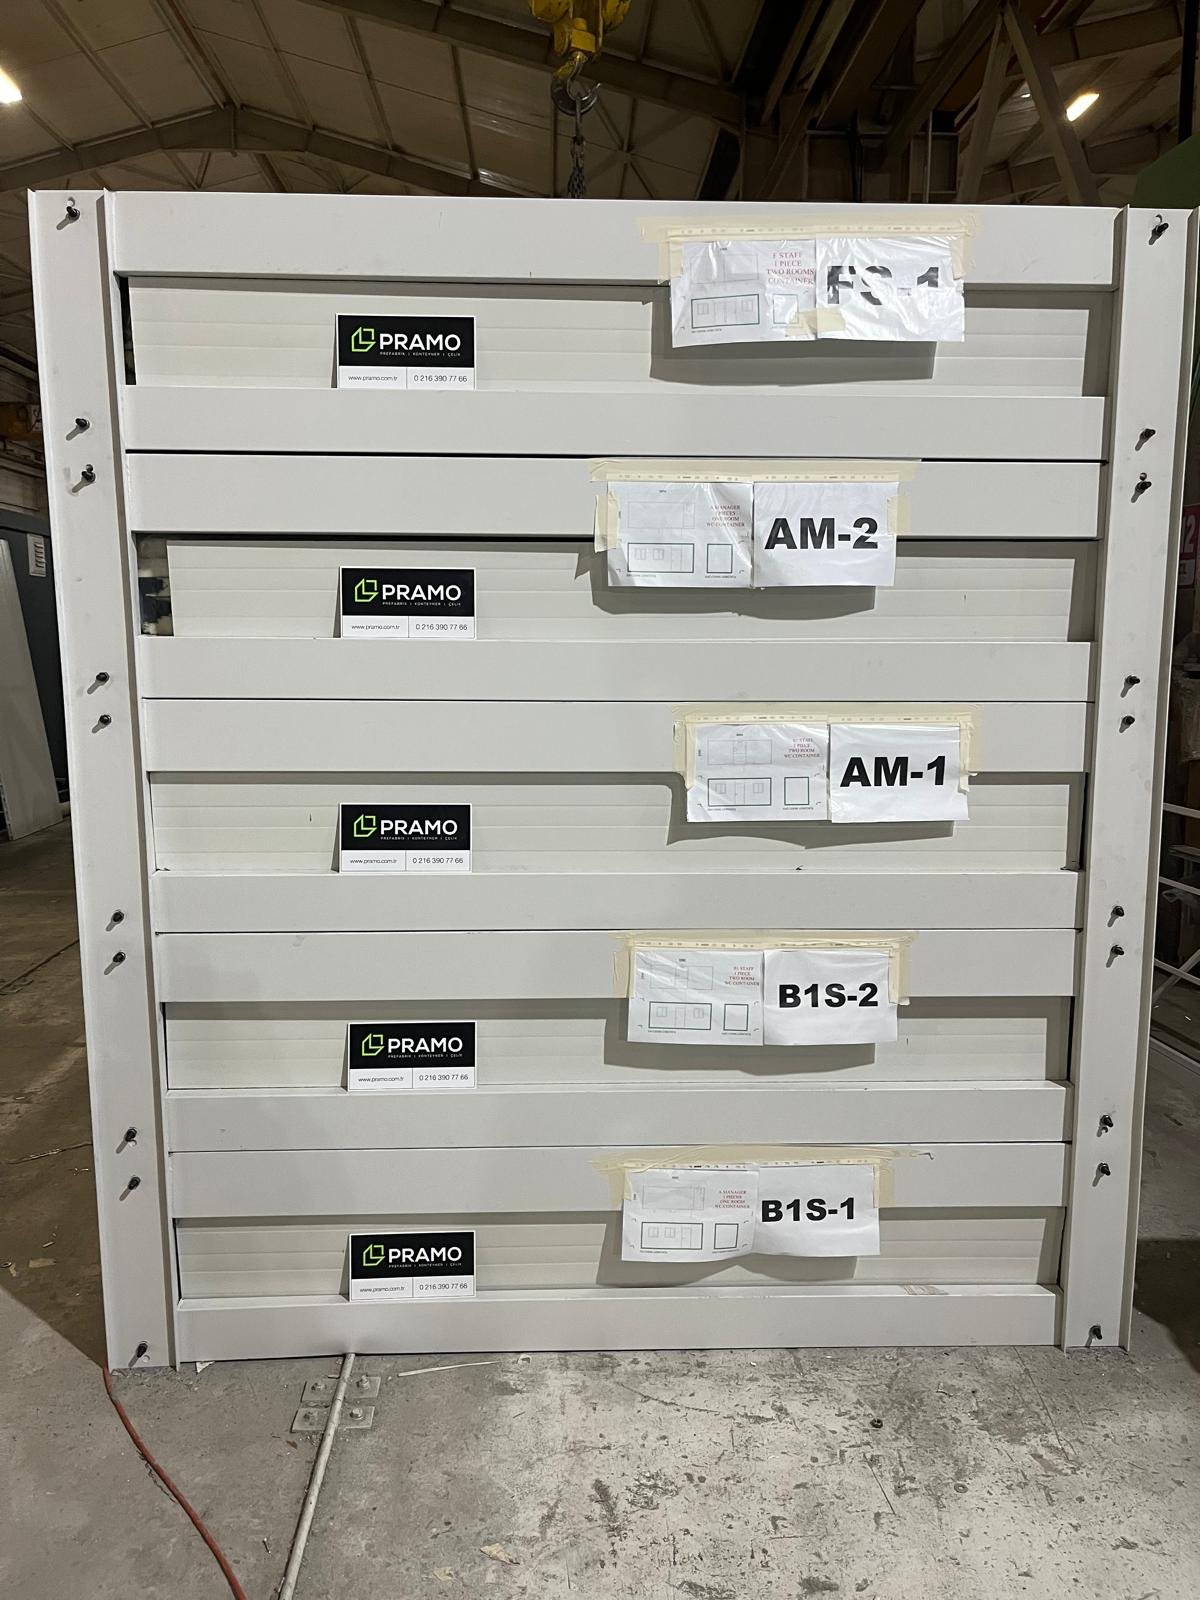 F STAFF
1 PIECE
TWO ROOMS
CONTAINER
FS-1
PRAMO
PREFABRİK | KONTEYNER | ÇELİK
www.pramo.com.tr
0 216 390 77 66
A MANAGER
1 PIECES
ONE ROOM
WC CONTAINER
AM-2
PRAMO
PREFABRİK | KONTEYNER | ÇELİK
www.pramo.com.tr
0 216 390 77 66
B1 STAFF
1 PIECE
TWO ROOM
WC CONTAINER
AM-1
PRAMO
PREFABRİK | KONTEYNER | ÇELİK
www.pramo.com.tr
0 216 390 77 66
B1 STAFF
1 PIECE
TWO ROOM
WC CONTAINER
B1S-2
PRAMO
PREFABRİK | KONTEYNER | ÇELİK
www.pramo.com.tr
0 216 390 77 66
A MANAGER
1 PIECES
ONE ROOM
WC CONTAINER
B1S-1
PRAMO
PREFABRİK | KONTEYNER | ÇELİK
www.pramo.com.tr
0 216 390 77 66